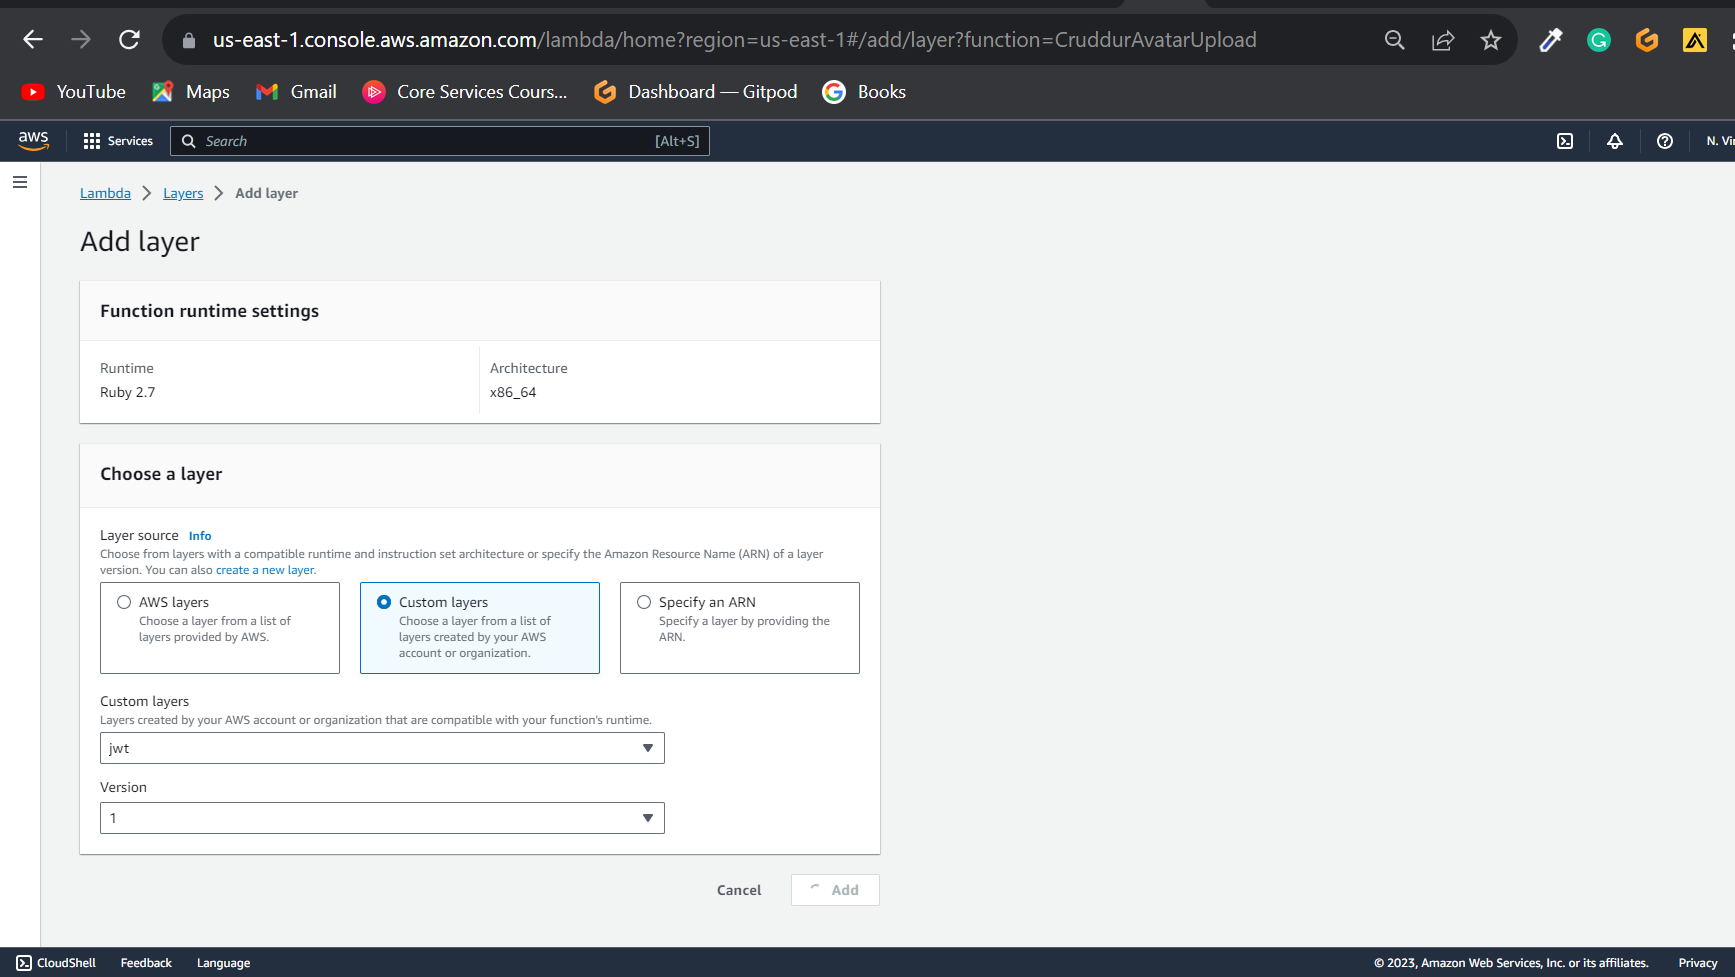 us-east-1.console.aws.amazon.com/lambda/home?region=us-east-1#/add/layer?function=CruddurAvatarUpload
YouTube Maps Gmail Core Services Cours... Dashboard — Gitpod Books
aws Services Search [Alt+S]
Lambda Layers Add layer
Add layer
Function runtime settings
Runtime Architecture
Ruby 2.7 x86_64
Choose a layer
Layer source Info
Choose from layers with a compatible runtime and instruction set architecture or specify the Amazon Resource Name (ARN) of a layer
version. You can also create a new layer.
AWS layers
Choose a layer from a list of
layers provided by AWS.
Custom layers
Choose a layer from a list of
layers created by your AWS
account or organization.
Specify an ARN
Specify a layer by providing the
ARN.
Custom layers
Layers created by your AWS account or organization that are compatible with your function's runtime.
jwt
Version
1
Cancel Add
CloudShell Feedback Language © 2023, Amazon Web Services, Inc. or its affiliates. Privacy